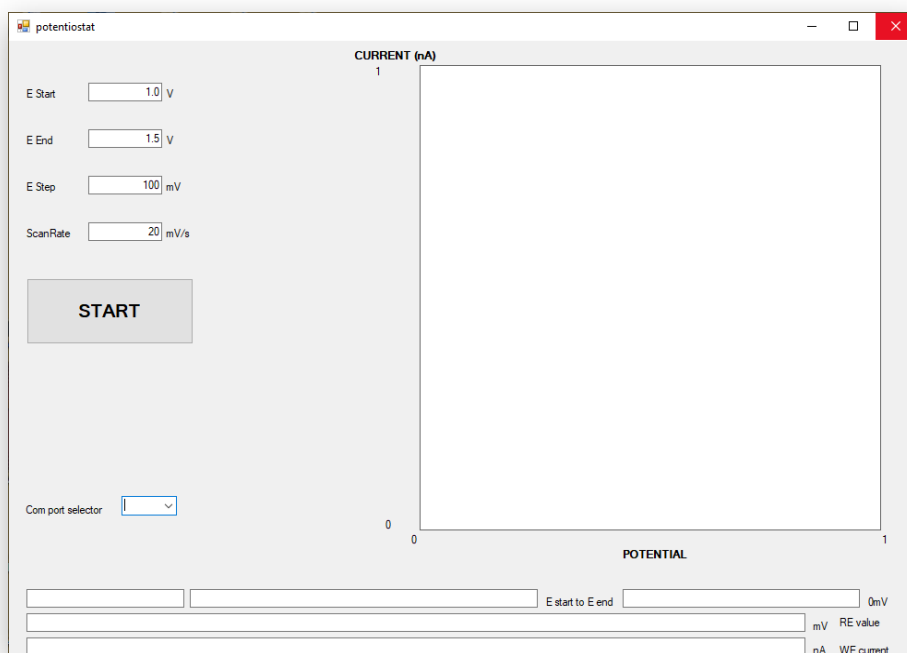 potentiostat
CURRENT (nA)
1
E Start 1.0 V
E End 1.5 V
E Step 100 mV
ScanRate 20 mV/s
START
Com port selector
0
0 1
POTENTIAL
E start to E end 0mV
mV RE value
nA WE current